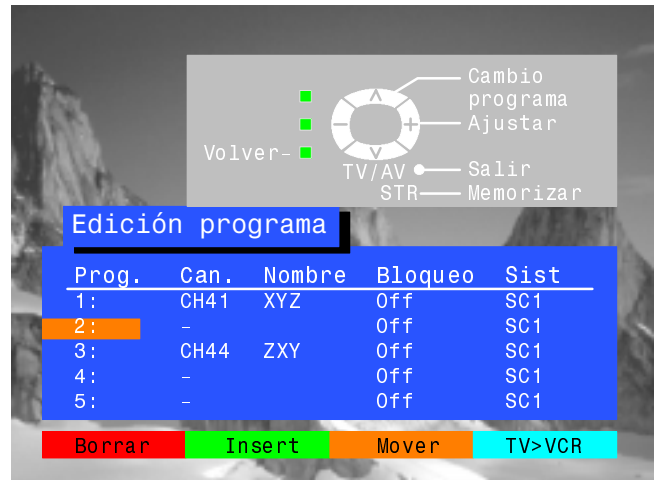 Cambio
programa
Ajustar
Volver-
TV/AV Salir
STR Memorizar
Edición programa
Prog. Can. Nombre Bloqueo Sist
1: CH41 XYZ Off SC1
2: - Off SC1
3: CH44 ZXY Off SC1
4: - Off SC1
5: - Off SC1
Borrar Insert Mover TV>VCR